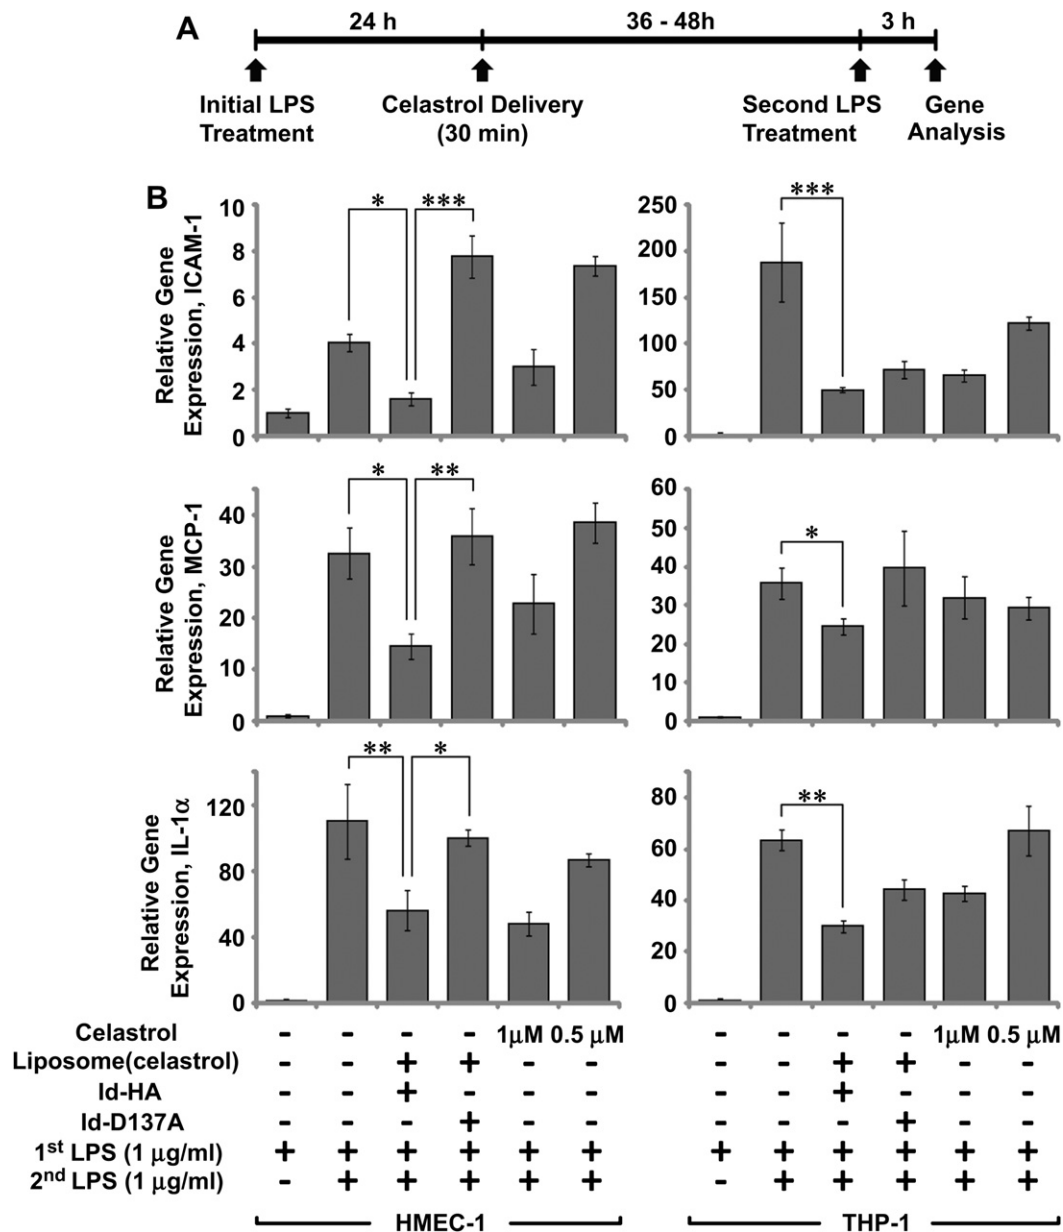 A
24 h
36 - 48h
3 h
Initial LPS
Treatment
Celastrol Delivery
(30 min)
Second LPS
Treatment
Gene
Analysis
B
Relative Gene
Expression, ICAM-1
10
8
6
4
2
0
*
***
250
200
150
100
50
0
***
Relative Gene
Expression, MCP-1
40
30
20
10
0
*
**
60
50
40
30
20
10
0
*
Relative Gene
Expression, IL-1α
120
80
40
0
**
*
80
60
40
20
0
**
Celastrol - - - - 1μM 0.5 μM - - - - 1μM 0.5 μM
Liposome(celastrol) - - + + - - - - + + - -
Id-HA - - + - - - - - + - - -
Id-D137A - - - + - - - - - + - -
1st LPS (1 μg/ml) + + + + + + + + + + + +
2nd LPS (1 μg/ml) - + + + + + - + + + + +
HMEC-1
THP-1